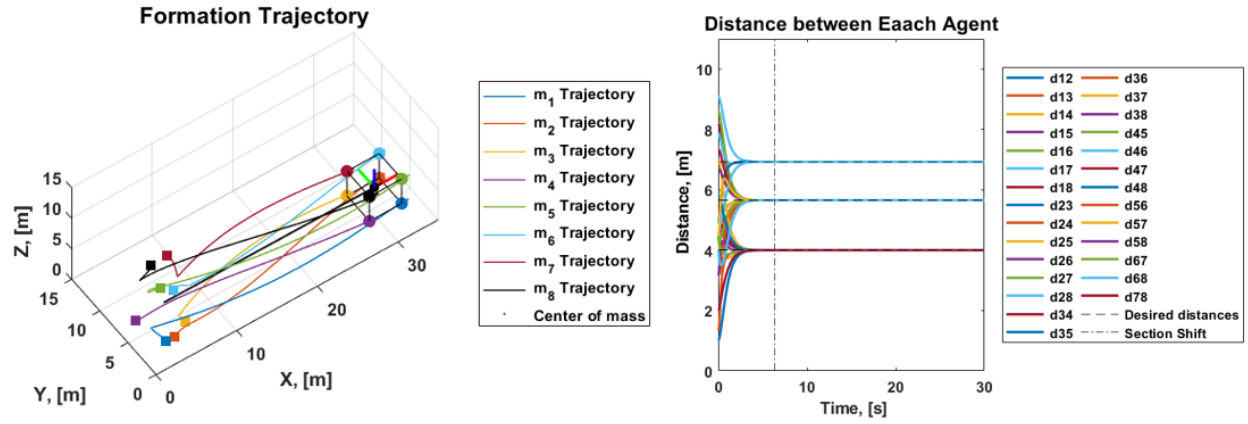 Formation Trajectory
15
10
5
0
Z, [m]
15
10
5
0
Y, [m]
0
10
20
30
X, [m]
m1 Trajectory
m2 Trajectory
m3 Trajectory
m4 Trajectory
m5 Trajectory
m6 Trajectory
m7 Trajectory
m8 Trajectory
Center of mass
Distance between Eaach Agent
10
8
6
4
2
0
Distance, [m]
0
10
20
30
Time, [s]
d12
d13
d14
d15
d16
d17
d18
d23
d24
d25
d26
d27
d28
d34
d35
d36
d37
d38
d45
d46
d47
d48
d56
d57
d58
d67
d68
d78
Desired distances
Section Shift